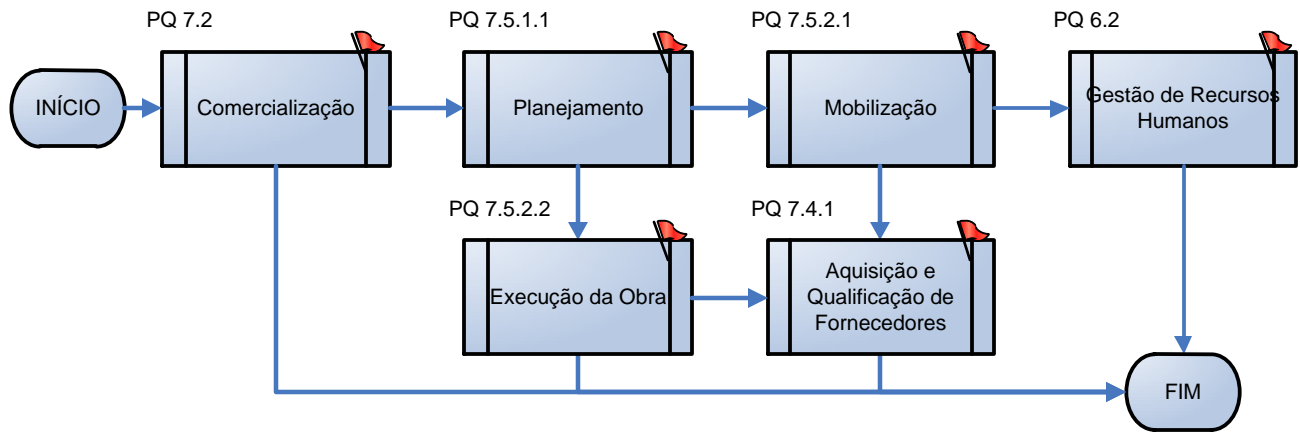 PQ 7.2
PQ 7.5.1.1
PQ 7.5.2.1
PQ 6.2
INÍCIO
Comercialização
Planejamento
Mobilização
Gestão de Recursos
Humanos
PQ 7.5.2.2
PQ 7.4.1
Execução da Obra
Aquisição e
Qualificação de
Fornecedores
FIM